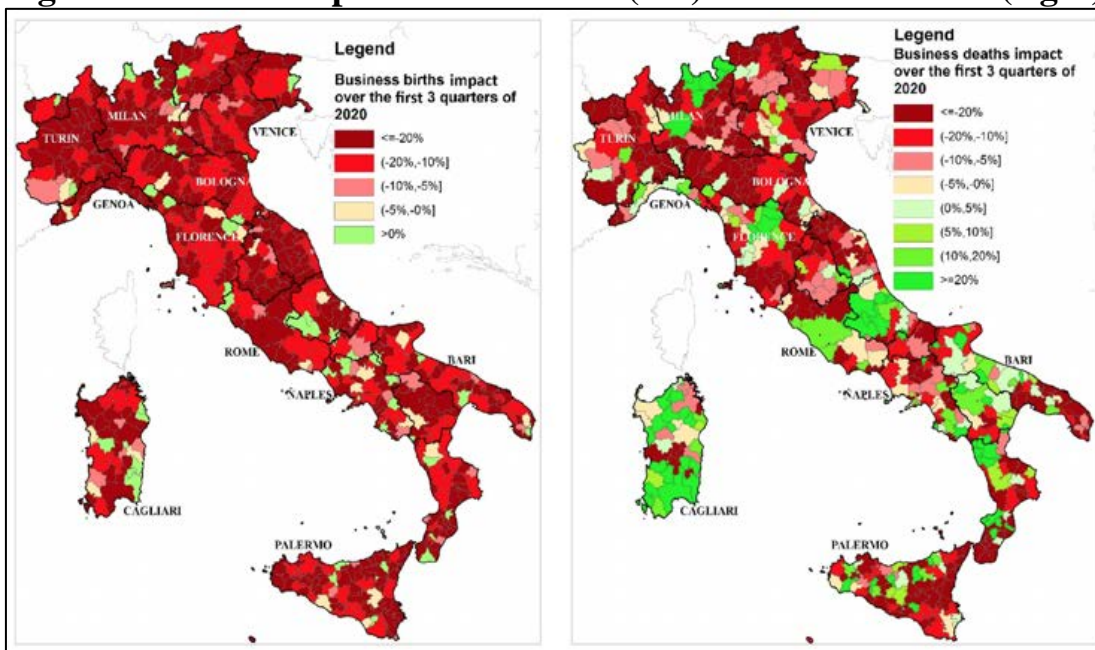 Legend
Business births impact
over the first 3 quarters of
2020
<=-20%
(-20%,-10%]
(-10%,-5%]
(-5%,-0%]
>0%
MILAN
TURIN
VENICE
BOLOGNA
GENOA
FLORENCE
ROME
BARI
NAPLES
CAGLIARI
PALERMO
Legend
Business deaths impact
over the first 3 quarters of
2020
<=-20%
(-20%,-10%]
(-10%,-5%]
(-5%,-0%]
(0%,5%]
(5%,10%]
(10%,20%]
>=20%
MILAN
TURIN
VENICE
BOLOGNA
GENOA
FLORENCE
ROME
BARI
NAPLES
CAGLIARI
PALERMO